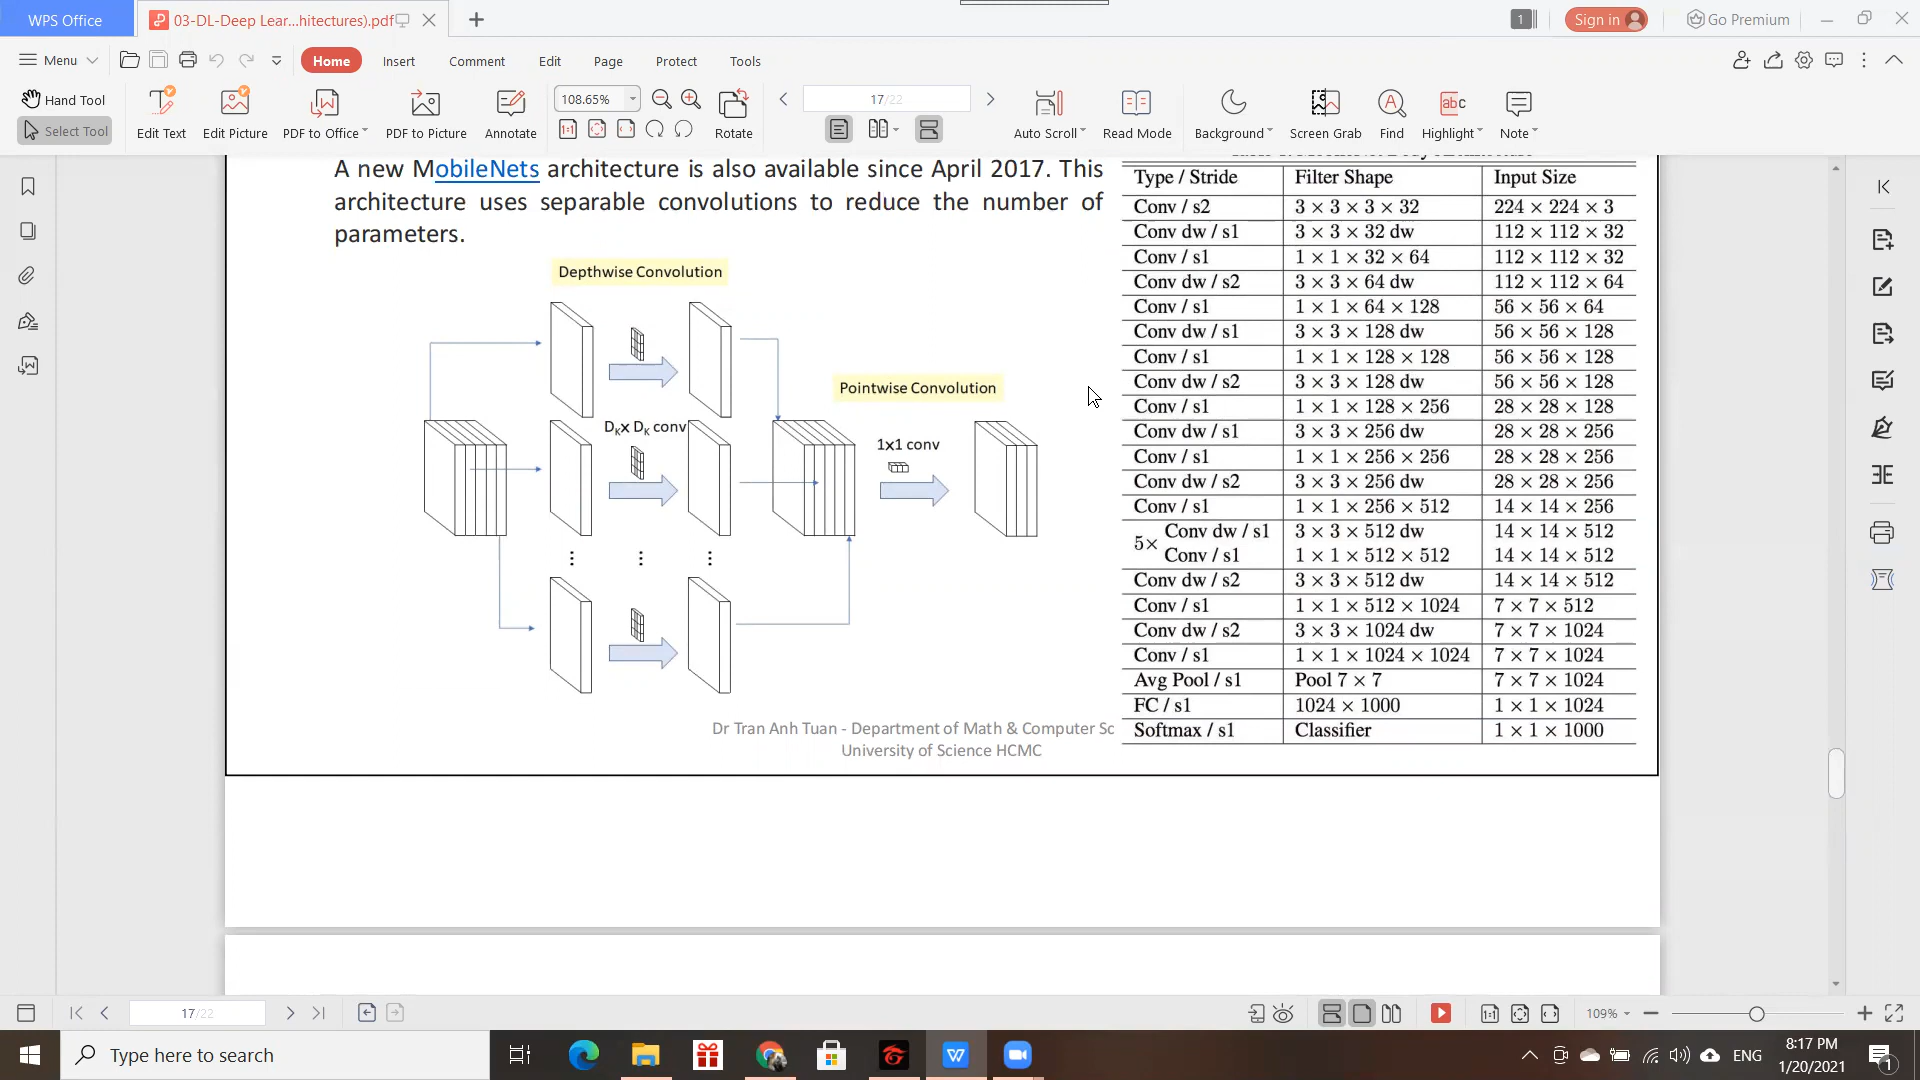 WPS Office
03-DL-Deep Lear...hitectures).pdf
1
Sign in
Go Premium
Menu
Home
Insert
Comment
Edit
Page
Protect
Tools
Hand Tool
Select Tool
Edit Text
Edit Picture
PDF to Office
PDF to Picture
Annotate
108.65%
1:1
Rotate
17/22
Auto Scroll
Read Mode
Background
Screen Grab
Find
abc
Highlight
Note
A new MobileNets architecture is also available since April 2017. This
architecture uses separable convolutions to reduce the number of
parameters.
Depthwise Convolution
DKx DK conv
Pointwise Convolution
1x1 conv
Dr Tran Anh Tuan - Department of Math & Computer Sc
University of Science HCMC
Type / Stride Filter Shape Input Size
Conv / s2 3 × 3 × 3 × 32 224 × 224 × 3
Conv dw / s1 3 × 3 × 32 dw 112 × 112 × 32
Conv / s1 1 × 1 × 32 × 64 112 × 112 × 32
Conv dw / s2 3 × 3 × 64 dw 112 × 112 × 64
Conv / s1 1 × 1 × 64 × 128 56 × 56 × 64
Conv dw / s1 3 × 3 × 128 dw 56 × 56 × 128
Conv / s1 1 × 1 × 128 × 128 56 × 56 × 128
Conv dw / s2 3 × 3 × 128 dw 56 × 56 × 128
Conv / s1 1 × 1 × 128 × 256 28 × 28 × 128
Conv dw / s1 3 × 3 × 256 dw 28 × 28 × 256
Conv / s1 1 × 1 × 256 × 256 28 × 28 × 256
Conv dw / s2 3 × 3 × 256 dw 28 × 28 × 256
Conv / s1 1 × 1 × 256 × 512 14 × 14 × 256
5× Conv dw / s1 3 × 3 × 512 dw 14 × 14 × 512
Conv / s1 1 × 1 × 512 × 512 14 × 14 × 512
Conv dw / s2 3 × 3 × 512 dw 14 × 14 × 512
Conv / s1 1 × 1 × 512 × 1024 7 × 7 × 512
Conv dw / s2 3 × 3 × 1024 dw 7 × 7 × 1024
Conv / s1 1 × 1 × 1024 × 1024 7 × 7 × 1024
Avg Pool / s1 Pool 7 × 7 7 × 7 × 1024
FC / s1 1024 × 1000 1 × 1 × 1024
Softmax / s1 Classifier 1 × 1 × 1000
17/22
1:1
109%
Type here to search
ENG
8:17 PM
1/20/2021
1